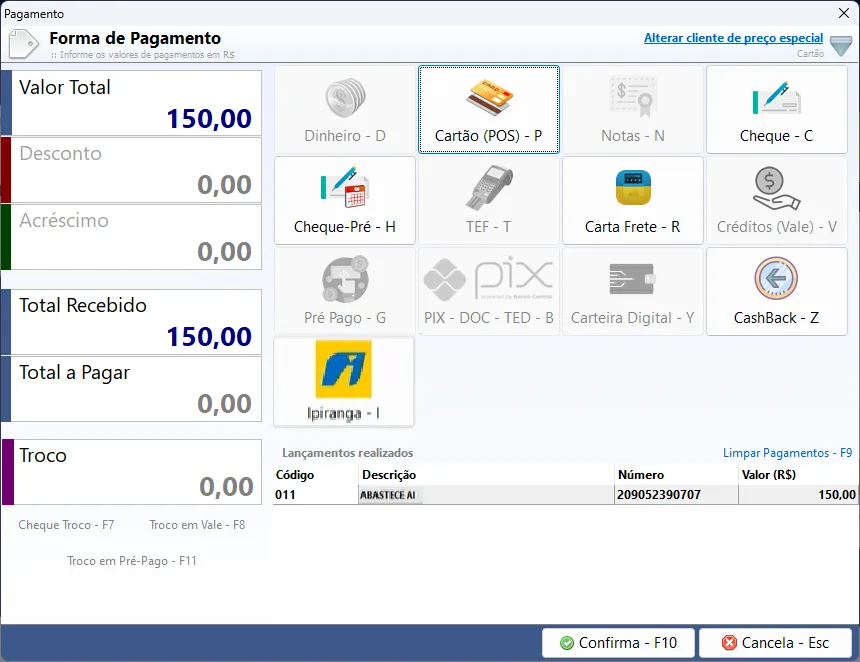 Pagamento
Forma de Pagamento
:: Informe os valores de pagamentos em R$
Alterar cliente de preço especial
Cartão
Valor Total
150,00
Desconto
0,00
Acréscimo
0,00
Total Recebido
150,00
Total a Pagar
0,00
Troco
0,00
Cheque Troco - F7
Troco em Vale - F8
Troco em Pré-Pago - F11
Dinheiro - D
Cartão (POS) - P
Notas - N
Cheque - C
Cheque-Pré - H
TEF - T
Carta Frete - R
Créditos (Vale) - V
Pré Pago - G
pix
powered by Banco Central
PIX - DOC - TED - B
Carteira Digital - Y
CashBack - Z
Ipiranga - I
Lançamentos realizados
Limpar Pagamentos - F9
Código Descrição Número Valor (R$)
011 ABASTECE AI 209052390707 150,00
Confirma - F10
Cancela - Esc